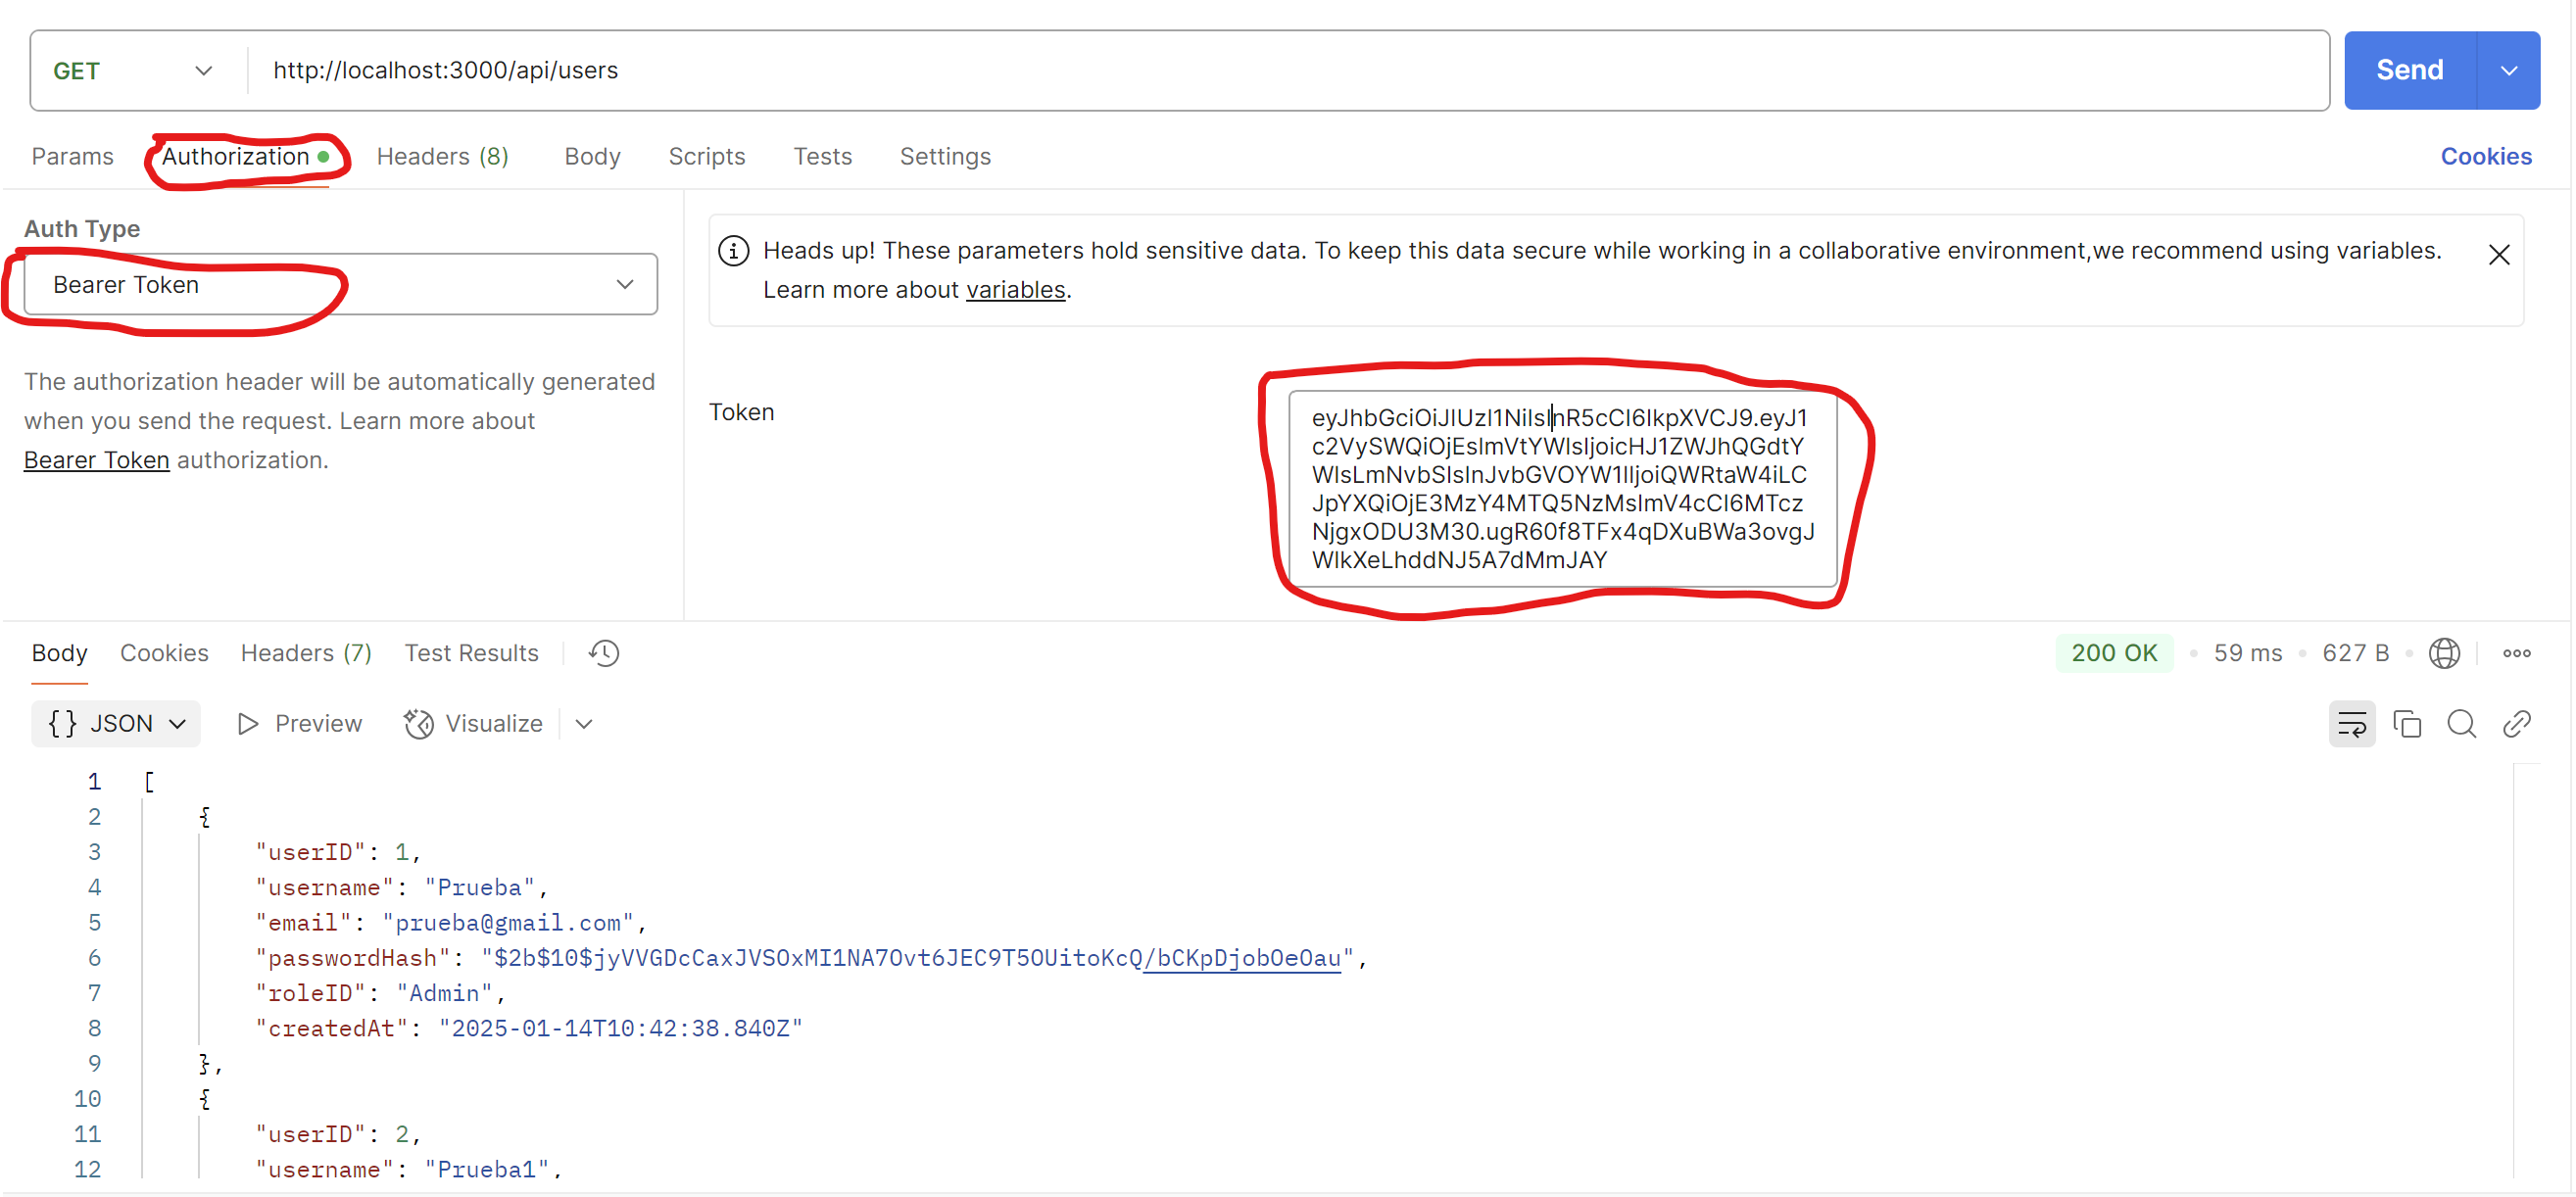 GET http://localhost:3000/api/users Send
Params Authorization Headers (8) Body Scripts Tests Settings Cookies
Auth Type
Bearer Token
The authorization header will be automatically generated
when you send the request. Learn more about
Bearer Token authorization.
Heads up! These parameters hold sensitive data. To keep this data secure while working in a collaborative environment,we recommend using variables.
Learn more about variables.
Token
eyJhbGciOiJIUzI1NiIsInR5cCI6IkpXVCJ9.eyJ1
c2VySWQiOjEsImVtYWlsIjoicHJ1ZWJhQGdtY
WlsLmNvbSIsInJvbGVOYW1lIjoiQWRtaW4iLC
JpYXQiOjE3MzY4MTQ5NzMsImV4cCI6MTcz
NjgxODU3M30.ugR60f8TFx4qDXuBWa3ovgJ
WIkXeLhddNJ5A7dMmJAY
Body Cookies Headers (7) Test Results 200 OK • 59 ms • 627 B
{} JSON Preview Visualize
1 [
2 {
3 "userID": 1,
4 "username": "Prueba",
5 "email": "prueba@gmail.com",
6 "passwordHash": "$2b$10$jyVVGDcCaxJVSOxMI1NA7Ovt6JEC9T5OUitoKcQ/bCKpDjobOeOau",
7 "roleID": "Admin",
8 "createdAt": "2025-01-14T10:42:38.840Z"
9 },
10 {
11 "userID": 2,
12 "username": "Prueba1",